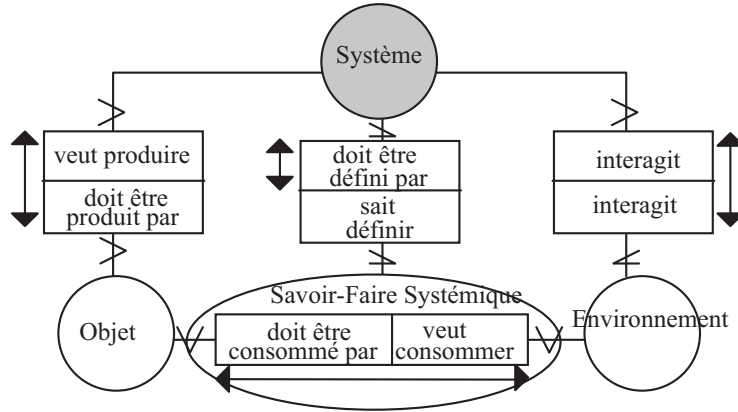 Système
veut produire
doit être
produit par
doit être
défini par
sait
définir
interagit
interagit
Savoir-Faire Systémique
Objet
doit être
consommé par
veut
consommer
Environnement